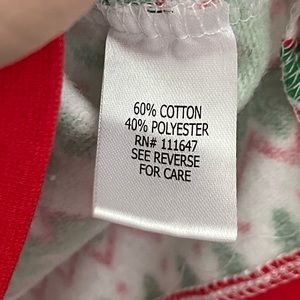 60% COTTON
40% POLYESTER
RN# 111647
SEE REVERSE
FOR CARE